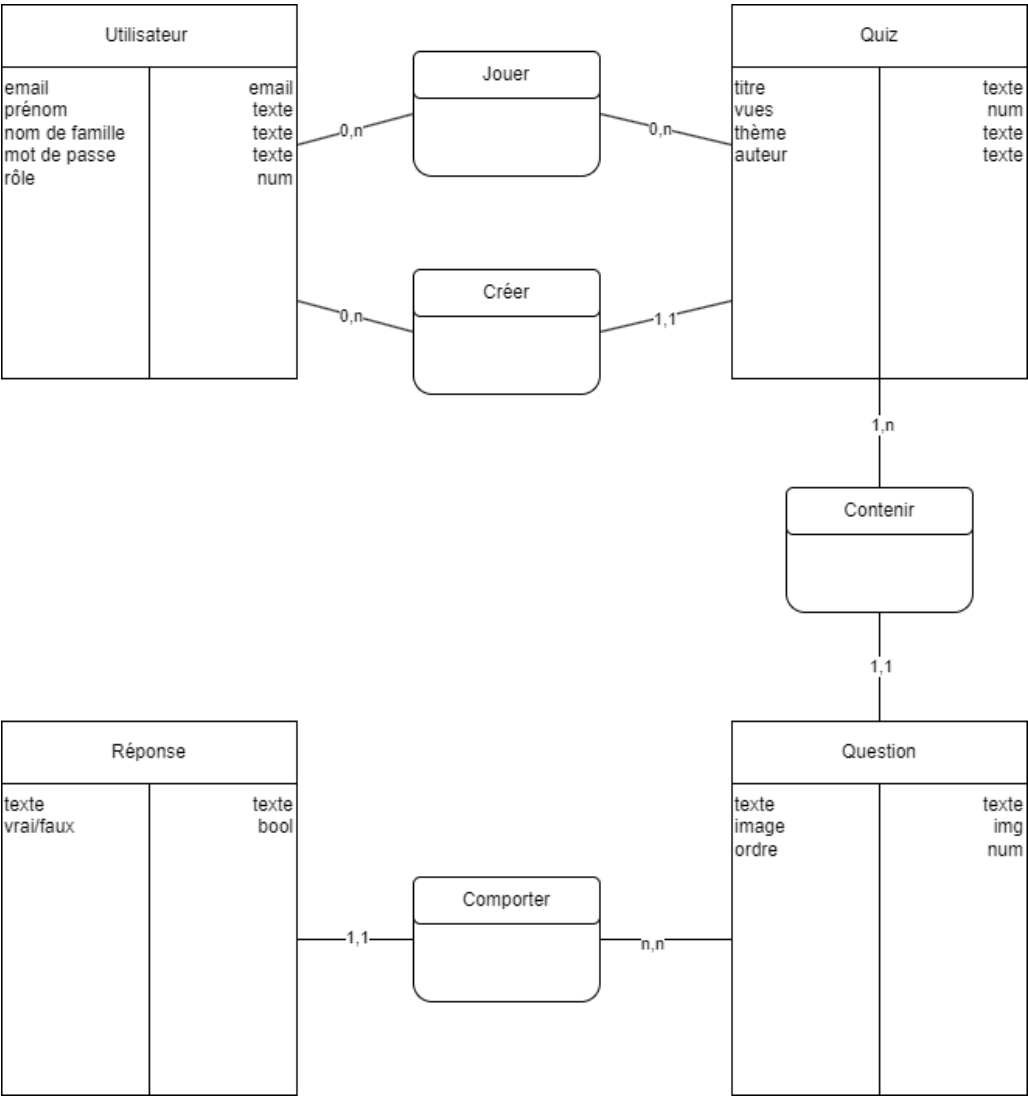 Utilisateur
email email
prénom texte
nom de famille texte
mot de passe texte
rôle num
Jouer
0,n
0,n
Quiz
titre texte
vues num
thème texte
auteur texte
Créer
0,n
1,1
1,n
Contenir
1,1
Réponse
texte texte
vrai/faux bool
Comporter
1,1
n,n
Question
texte texte
image img
ordre num